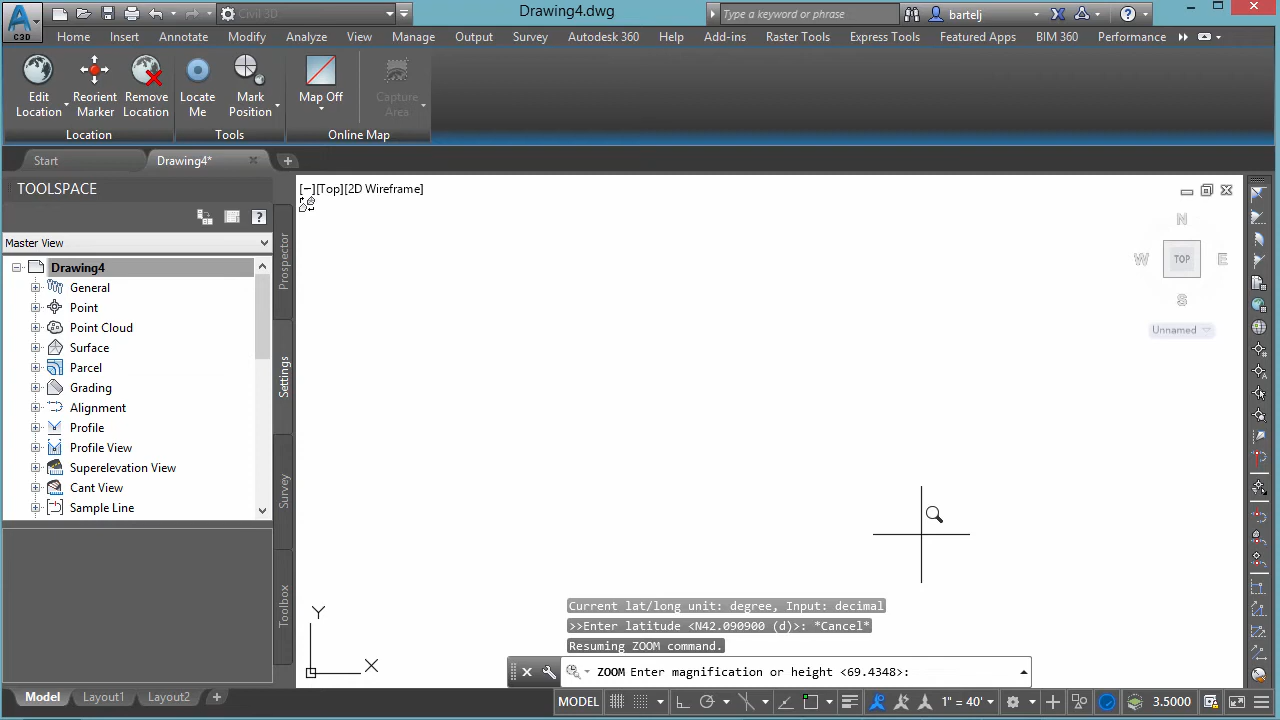 A
C3D
Civil 3D
Drawing4.dwg
Type a keyword or phrase
bartelj
Home Insert Annotate Modify Analyze View Manage Output Survey Autodesk 360 Help Add-ins Raster Tools Express Tools Featured Apps BIM 360 Performance
Edit Location
Reorient Marker
Remove Location
Locate Me
Mark Position
Map Off
Capture Area
Location Tools Online Map
Start Drawing4*
TOOLSPACE
[−][Top][2D Wireframe]
Master View
Drawing4
General
Point
Point Cloud
Surface
Parcel
Grading
Alignment
Profile
Profile View
Superelevation View
Cant View
Sample Line
Prospector
Settings
Survey
Toolbox
N
W TOP E
S
Unnamed
Y
X
Current lat/long unit: degree, Input: decimal
>>Enter latitude <N42.090900 (d)>: *Cancel*
Resuming ZOOM command.
ZOOM Enter magnification or height <69.4348>:
Model Layout1 Layout2 +
MODEL 1" = 40' 3.5000